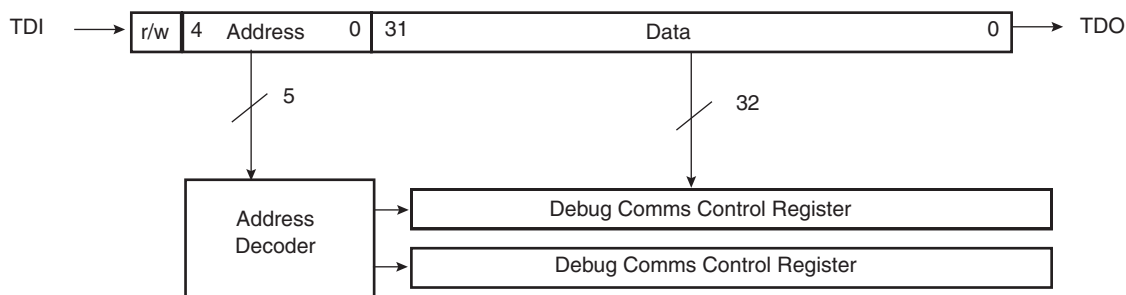 TDI r/w 4 Address 0 31 Data 0 TDO
5
32
Address
Decoder
Debug Comms Control Register
Debug Comms Control Register